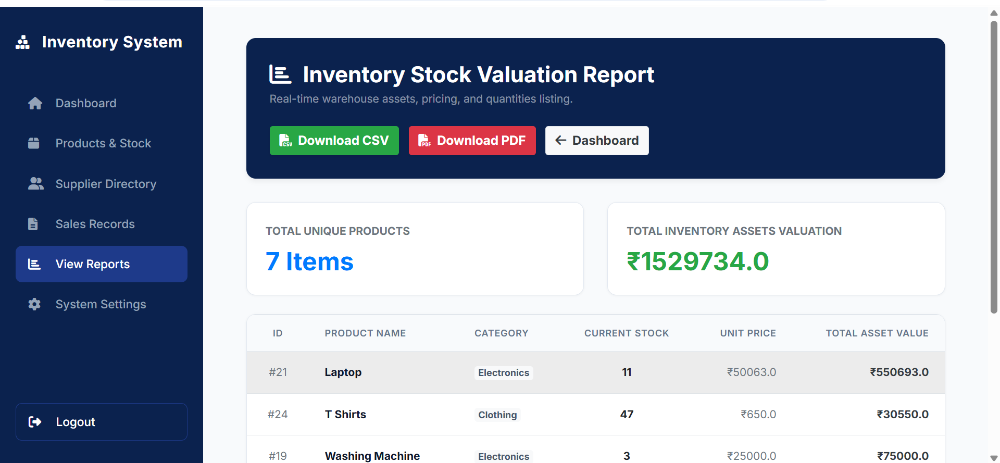 Inventory System
Dashboard
Products & Stock
Supplier Directory
Sales Records
View Reports
System Settings
Logout
Inventory Stock Valuation Report
Real-time warehouse assets, pricing, and quantities listing.
CSV Download CSV PDF Download PDF Dashboard
TOTAL UNIQUE PRODUCTS
7 Items
TOTAL INVENTORY ASSETS VALUATION
₹1529734.0
ID PRODUCT NAME CATEGORY CURRENT STOCK UNIT PRICE TOTAL ASSET VALUE
#21 Laptop Electronics 11 ₹50063.0 ₹550693.0
#24 T Shirts Clothing 47 ₹650.0 ₹30550.0
#19 Washing Machine Electronics 3 ₹25000.0 ₹75000.0